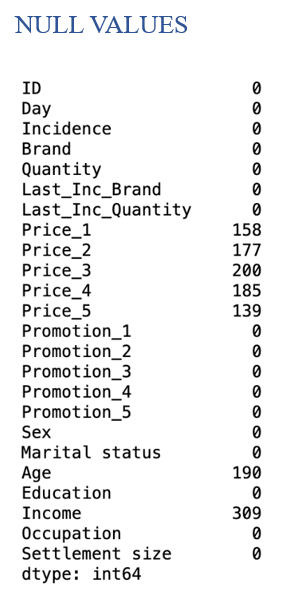 NULL VALUES
ID 0
Day 0
Incidence 0
Brand 0
Quantity 0
Last_Inc_Brand 0
Last_Inc_Quantity 0
Price_1 158
Price_2 177
Price_3 200
Price_4 185
Price_5 139
Promotion_1 0
Promotion_2 0
Promotion_3 0
Promotion_4 0
Promotion_5 0
Sex 0
Marital status 0
Age 190
Education 0
Income 309
Occupation 0
Settlement size 0
dtype: int64